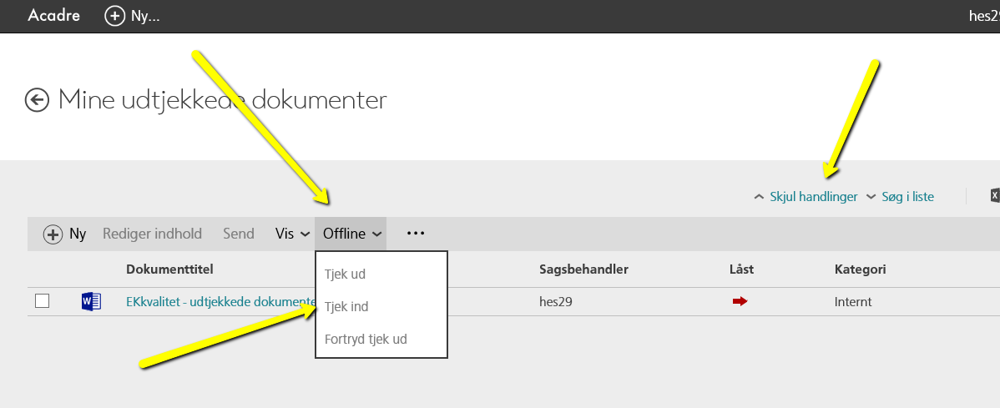 Acadre Ny... hes29
Mine udtjekkede dokumenter
Skjul handlinger Søg i liste
Ny Rediger indhold Send Vis Offline ...
Dokumenttitel Sagsbehandler Låst Kategori
Tjek ud
EKkvalitet - udtjekkede dokumente hes29 Internt
Tjek ind
Fortryd tjek ud